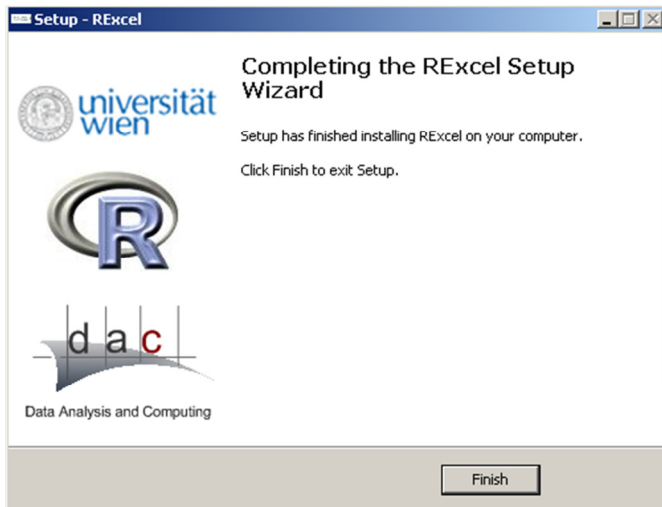 Setup - RExcel
universität
wien
R
d a c
Data Analysis and Computing
Completing the RExcel Setup
Wizard
Setup has finished installing RExcel on your computer.
Click Finish to exit Setup.
Finish